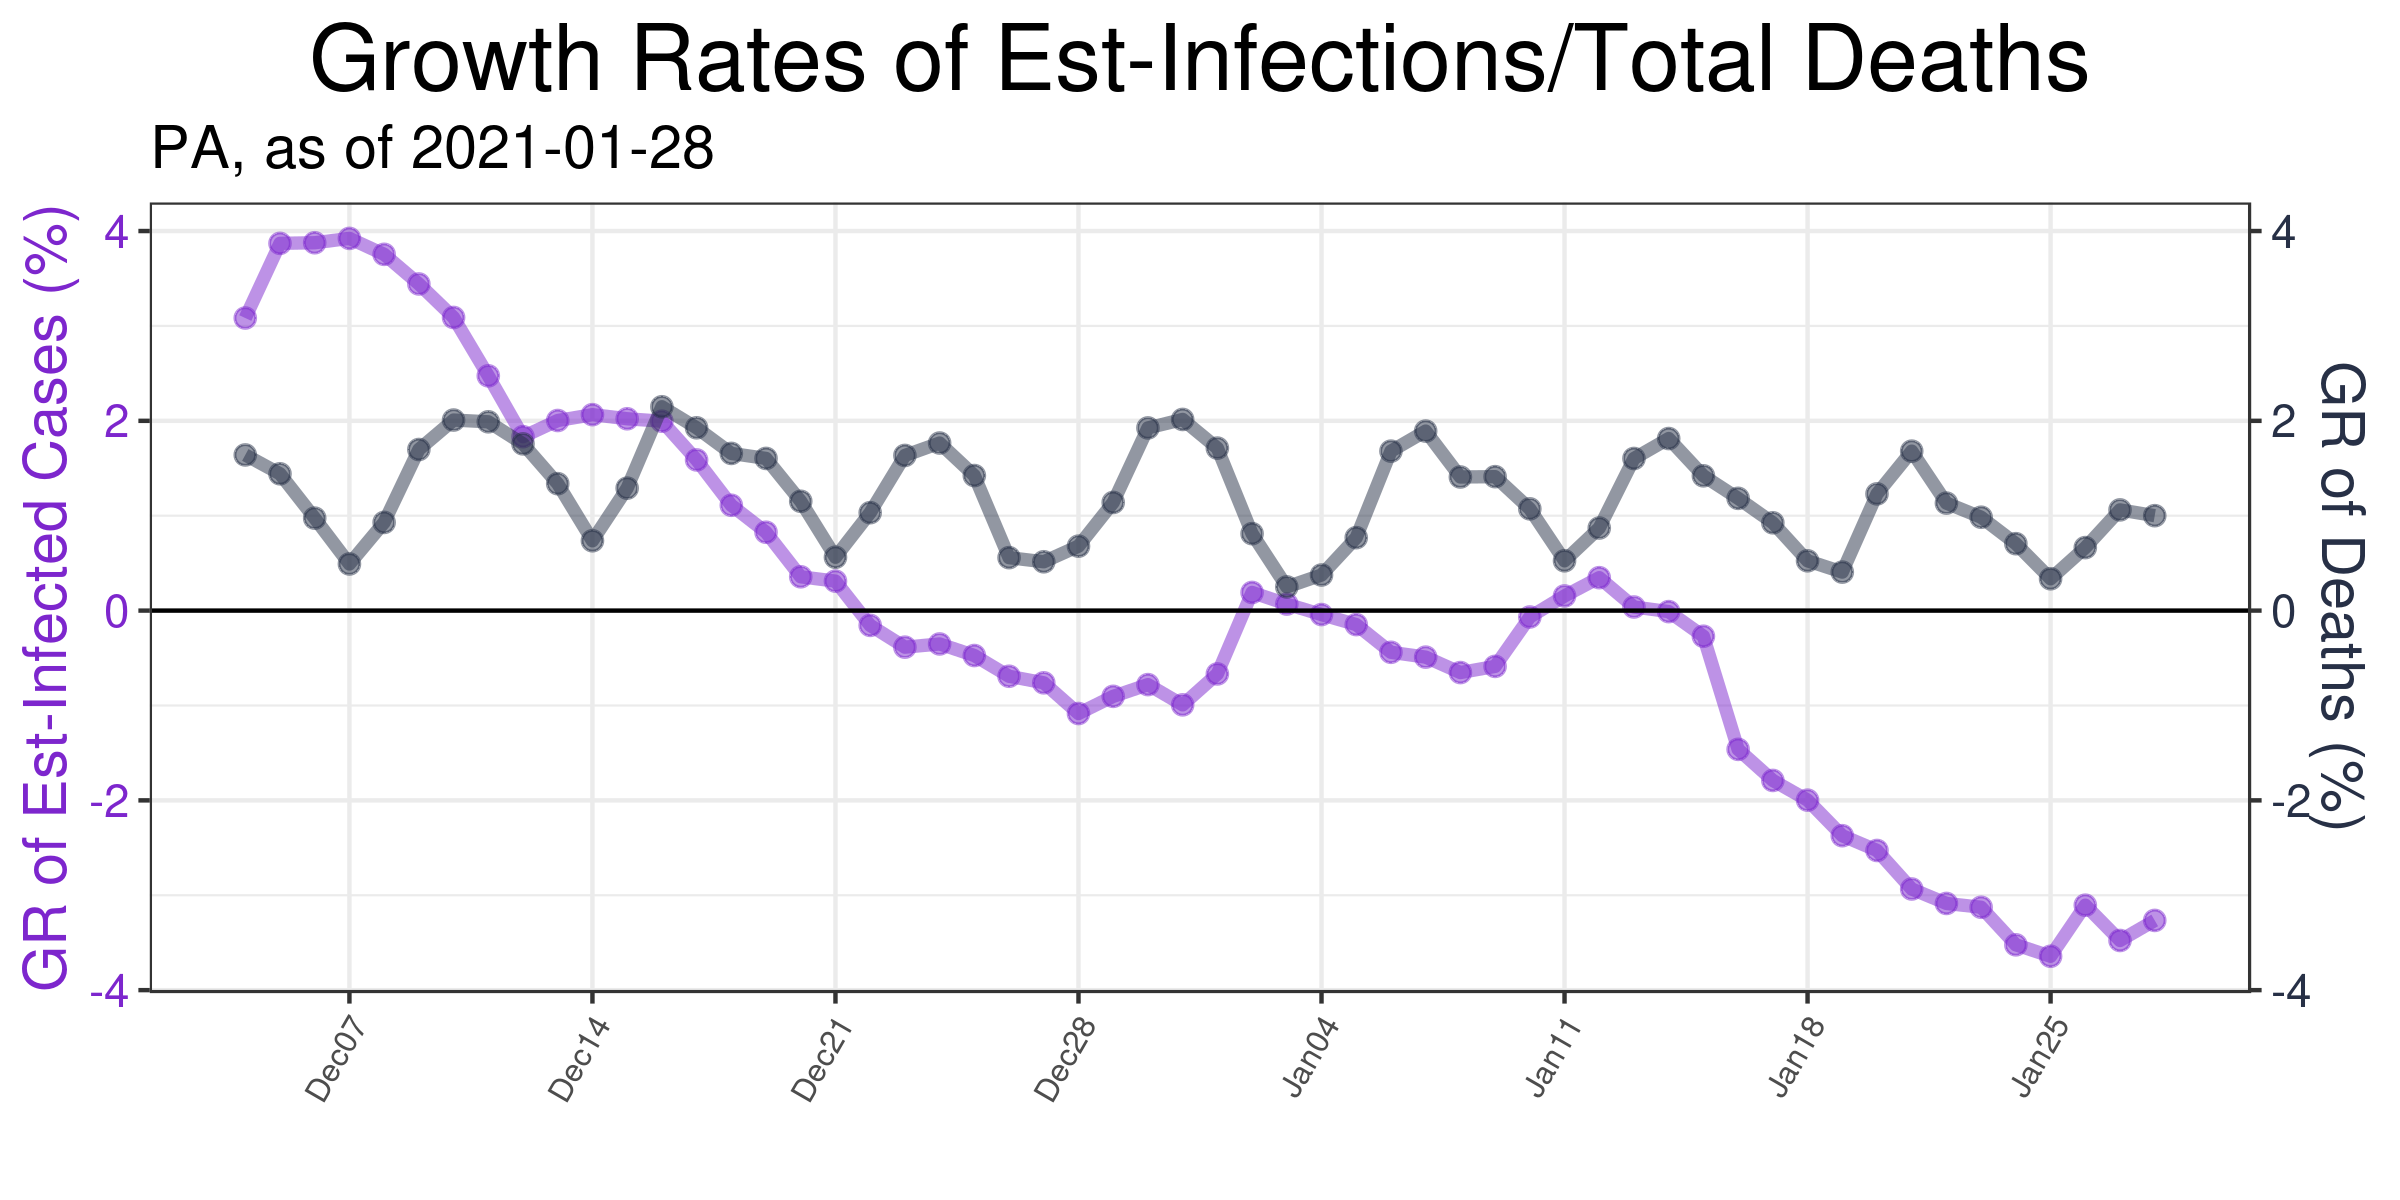 Growth Rates of Est-Infections/Total Deaths
PA, as of 2021-01-28
GR of Est-Infected Cases (%)
4
2
0
-2
-4
4
2
0
-2
-4
GR of Deaths (%)
Dec07
Dec14
Dec21
Dec28
Jan04
Jan11
Jan18
Jan25